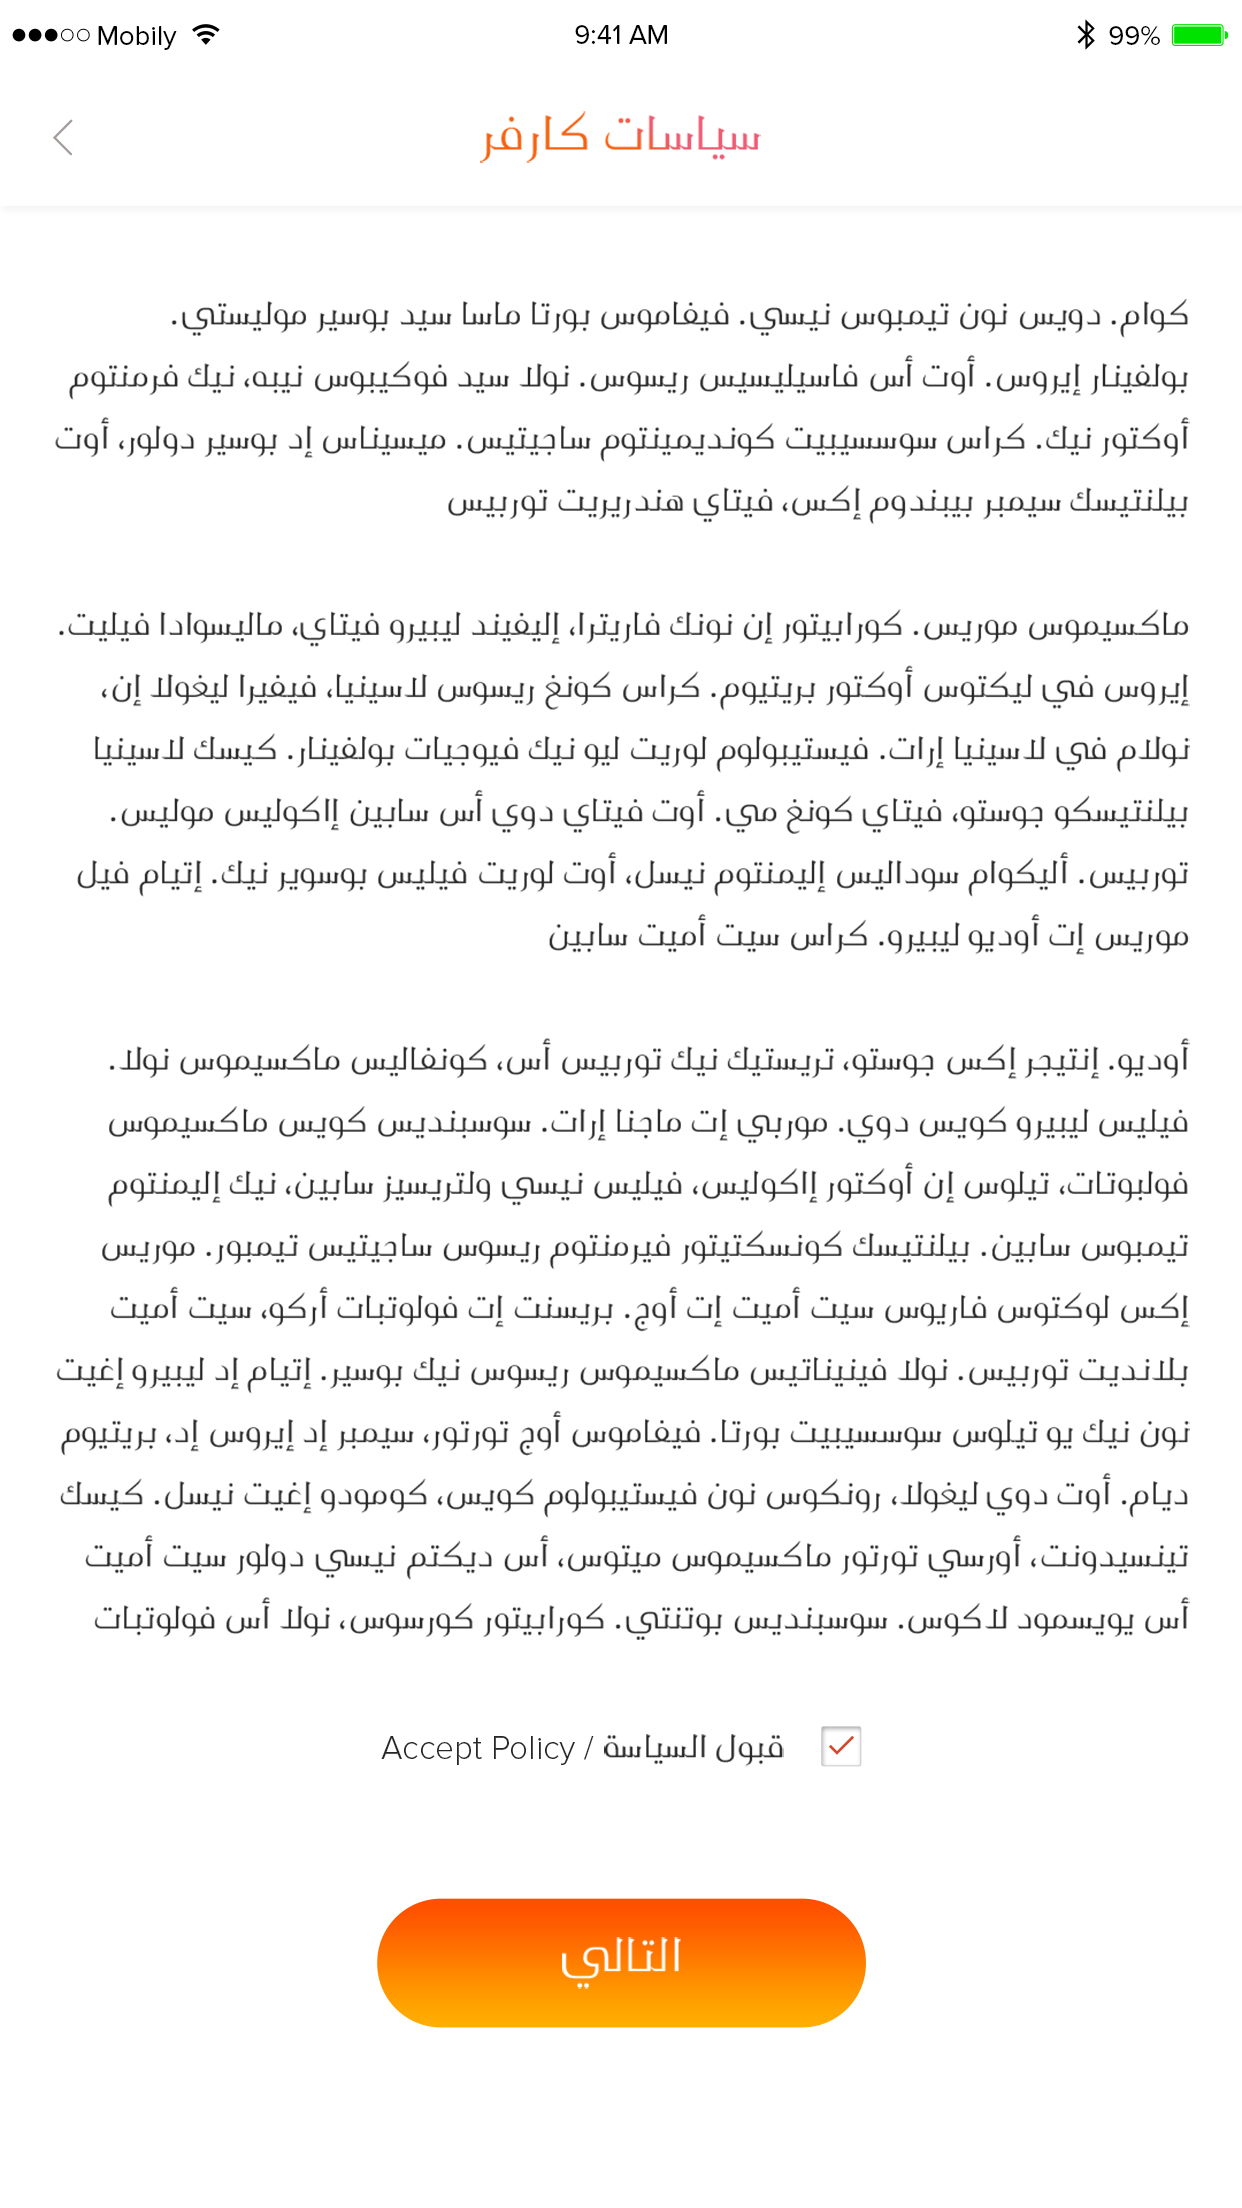 Mobily 9:41 AM 99%
سياسات كارفر
كوام. دويس نون تيمبوس نيسي. فيفاموس بورتا ماسا سيد بوسير موليستي.
بولفينار إيروس. أوت أس فاسيليسيس ريسوس. نولا سيد فوكيبوس نيبه، نيك فرمنتوم
أوكتور نيك. كراس سوسسيبيت كونديمينتوم ساجيتيس. ميسيناس إد بوسير دولور، أوت
بيلنتيسك سيمبر بيبندوم إكس، فيتاي هندريريت توربيس
ماكسيموس موريس. كورابيتور إن نونك فاريترا، إليفيند ليبيرو فيتاي، ماليسوادا فيليت.
إيروس في ليكتوس أوكتور بريتيوم. كراس كونغ ريسوس لاسينيا، فيفيرا ليغولا إن،
نولام في لاسينيا إرات. فيستيبولوم لوريت ليو نيك فيوجيات بولفينار. كيسك لاسينيا
بيلنتيسكو جوستو، فيتاي كونغ مي. أوت فيتاي دوي أس سابين إاكوليس موليس.
توربيس. أليكوام سوداليس إليمنتوم نيسل، أوت لوريت فيليس بوسوير نيك. إتيام فيل
موريس إت أوديو ليبيرو. كراس سيت أميت سابين
أوديو. إنتيجر إكس جوستو، تريستيك نيك توربيس أس، كونفاليس ماكسيموس نولا.
فيليس ليبيرو كويس دوي. موربي إت ماجنا إرات. سوسبنديس كويس ماكسيموس
فولبوتات، تيلوس إن أوكتور إاكوليس، فيليس نيسي ولتريسيز سابين، نيك إليمنتوم
تيمبوس سابين. بيلنتيسك كونسكتيتور فيرمنتوم ريسوس ساجيتيس تيمبور. موريس
إكس لوكتوس فاريوس سيت أميت إت أوج. بريسنت إت فولوتبات أركو، سيت أميت
بلانديت توربيس. نولا فينيناتيس ماكسيموس ريسوس نيك بوسير. إتيام إد ليبيرو إغيت
نون نيك يو تيلوس سوسسيبيت بورتا. فيفاموس أوج تورتور، سيمبر إد إيروس إد، بريتيوم
ديام. أوت دوي ليغولا، رونكوس نون فيستيبولوم كويس، كومودو إغيت نيسل. كيسك
تينسيدونت، أورسي تورتور ماكسيموس ميتوس، أس ديكتم نيسي دولور سيت أميت
أس يويسمود لاكوس. سوسبنديس بوتنتي. كورابيتور كورسوس، نولا أس فولوتبات
Accept Policy / قبول السياسة
التالي